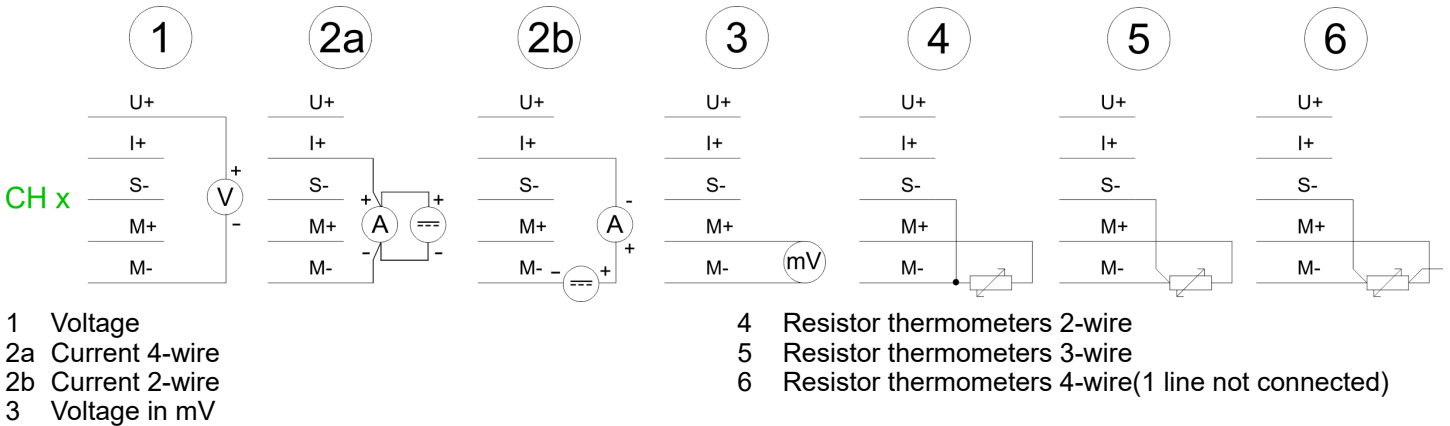 1 2a 2b 3 4 5 6
U+ U+ U+ U+ U+ U+ U+
I+ I+ I+ I+ I+ I+ I+
+
CH x S- S- S- S- S- S- S-
V + + -
M+ M+ A M+ A M+ M+ M+ M+
- - - +
M- M- M- - + M- mV M- M- M-
1 Voltage
2a Current 4-wire
2b Current 2-wire
3 Voltage in mV
4 Resistor thermometers 2-wire
5 Resistor thermometers 3-wire
6 Resistor thermometers 4-wire(1 line not connected)